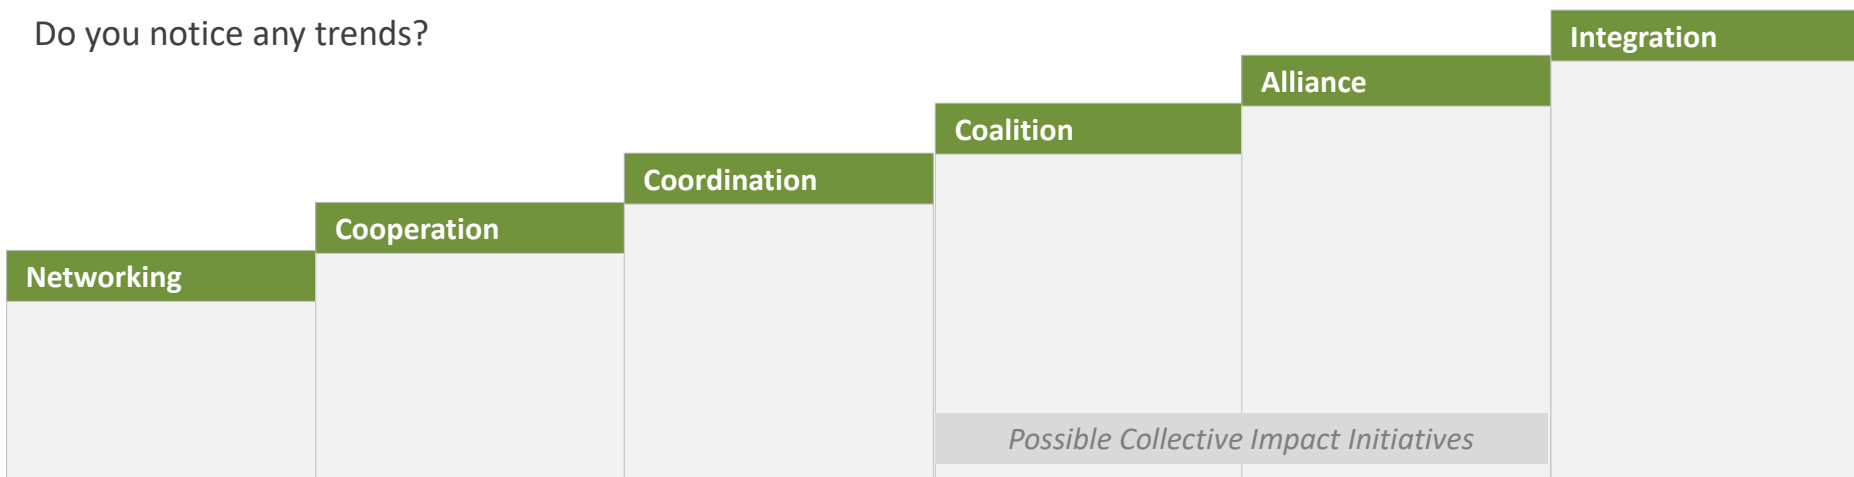 Do you notice any trends?
Networking
Cooperation
Coordination
Coalition
Alliance
Integration
Possible Collective Impact Initiatives